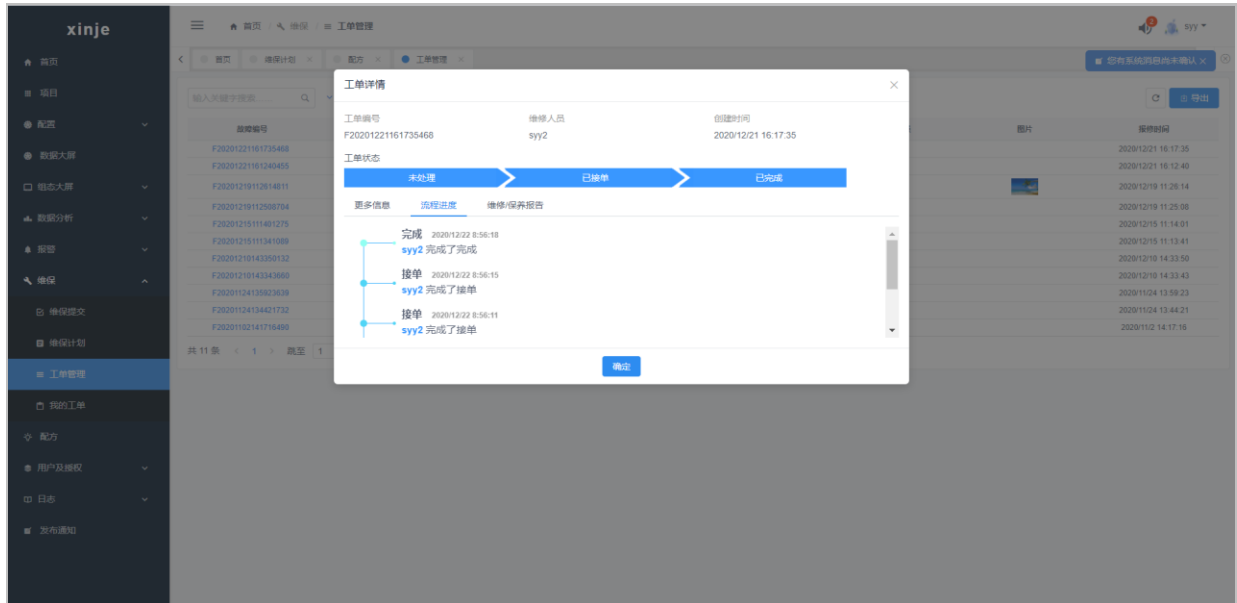 xinje
首页 / 维保 / 工单管理
2
syy
首页
项目
配置
数据大屏
组态大屏
数据分析
报警
维保
维保提交
维保计划
工单管理
我的工单
配方
用户及授权
日志
发布通知
首页 维保计划 × 配方 × 工单管理 ×
您有系统消息尚未确认 ×
输入关键字搜索......
导出
故障编号 图片 报修时间
F20201221161735468 2020/12/21 16:17:35
F20201221161240455 2020/12/21 16:12:40
F20201219112614811 2020/12/19 11:26:14
F20201219112508704 2020/12/19 11:25:08
F20201215111401275 2020/12/15 11:14:01
F20201215111341088 2020/12/15 11:13:41
F20201210143350132 2020/12/10 14:33:50
F20201210143343660 2020/12/10 14:33:43
F20201124135923639 2020/11/24 13:59:23
F20201124134421732 2020/11/24 13:44:21
F20201102141716490 2020/11/2 14:17:16
共 11 条 < 1 > 跳至 1
工单详情
工单编号 维修人员 创建时间
F20201221161735468 syy2 2020/12/21 16:17:35
工单状态
未处理 已接单 已完成
更多信息 流程进度 维修/保养报告
完成 2020/12/22 8:56:18
syy2 完成了完成
接单 2020/12/22 8:56:15
syy2 完成了接单
接单 2020/12/22 8:56:11
syy2 完成了接单
确定